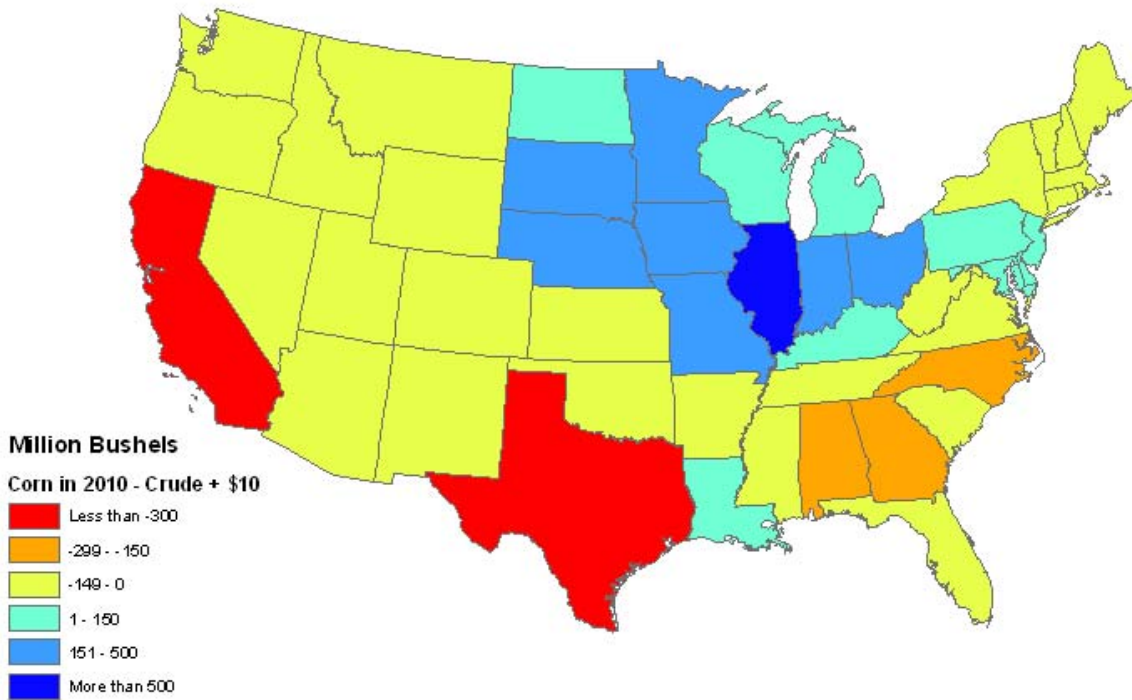 Million Bushels
Corn in 2010 - Crude + $10
Less than -300
-299 - -150
-149 - 0
1 - 150
151 - 500
More than 500